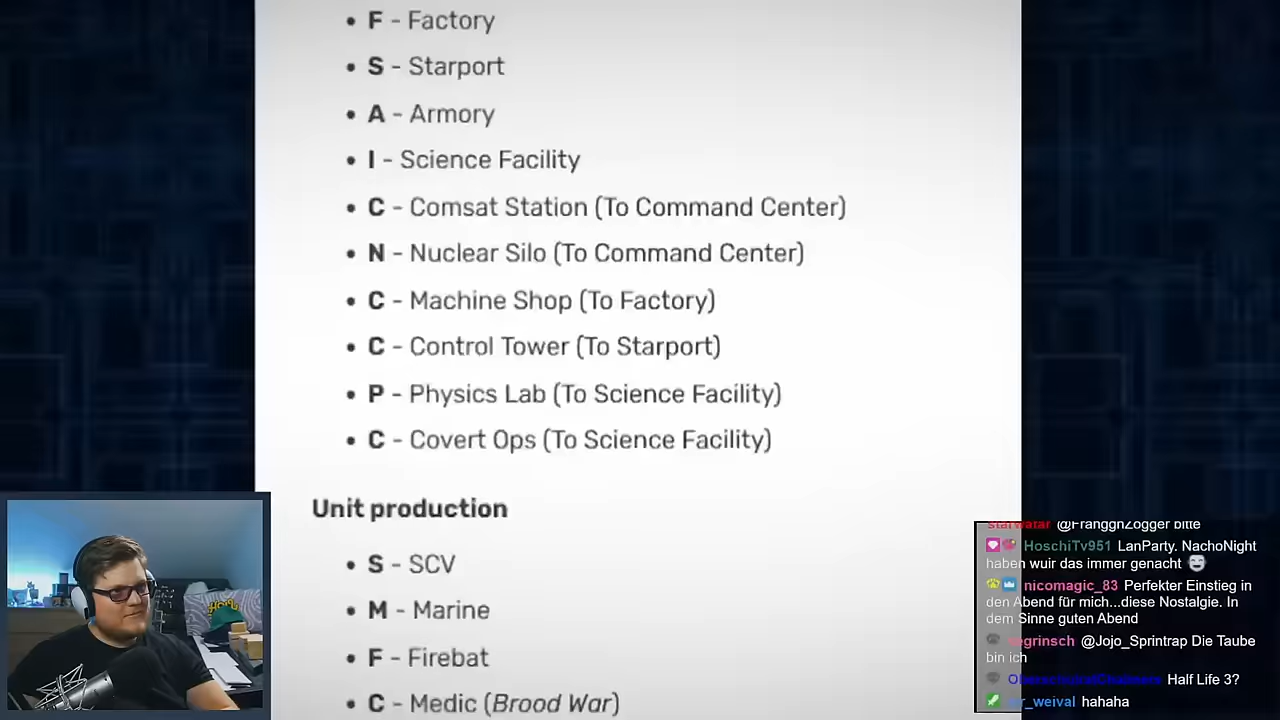 F - Factory
S - Starport
A - Armory
I - Science Facility
C - Comsat Station (To Command Center)
N - Nuclear Silo (To Command Center)
C - Machine Shop (To Factory)
C - Control Tower (To Starport)
P - Physics Lab (To Science Facility)
C - Covert Ops (To Science Facility)
Unit production
S - SCV
M - Marine
F - Firebat
C - Medic (Brood War)
starwatar @FranggnZogger bitte
HoschiTv951 LanParty. NachoNight
haben wuir das immer genacht
nicomagic_83 Perfekter Einstieg in
den Abend für mich...diese Nostalgie. In
dem Sinne guten Abend
@Jojo_Sprintrap Die Taube
bin ich
Half Life 3?
hahaha